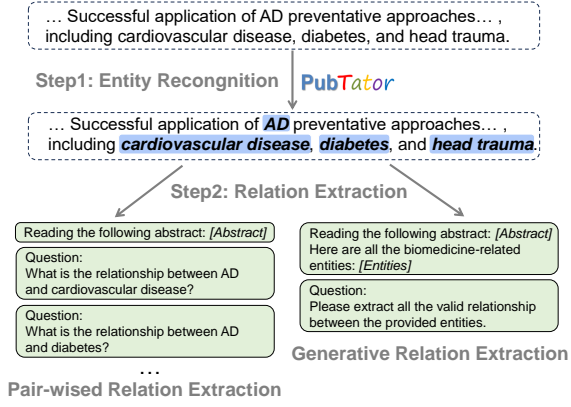 … Successful application of AD preventative approaches… ,
including cardiovascular disease, diabetes, and head trauma.
Step1: Entity Recongnition
PubTator
… Successful application of AD preventative approaches… ,
including cardiovascular disease, diabetes, and head trauma.
Step2: Relation Extraction
Reading the following abstract: [Abstract]
Question:
What is the relationship between AD
and cardiovascular disease?
Question:
What is the relationship between AD
and diabetes?
…
Pair-wised Relation Extraction
Reading the following abstract: [Abstract]
Here are all the biomedicine-related
entities: [Entities]
Question:
Please extract all the valid relationship
between the provided entities.
Generative Relation Extraction